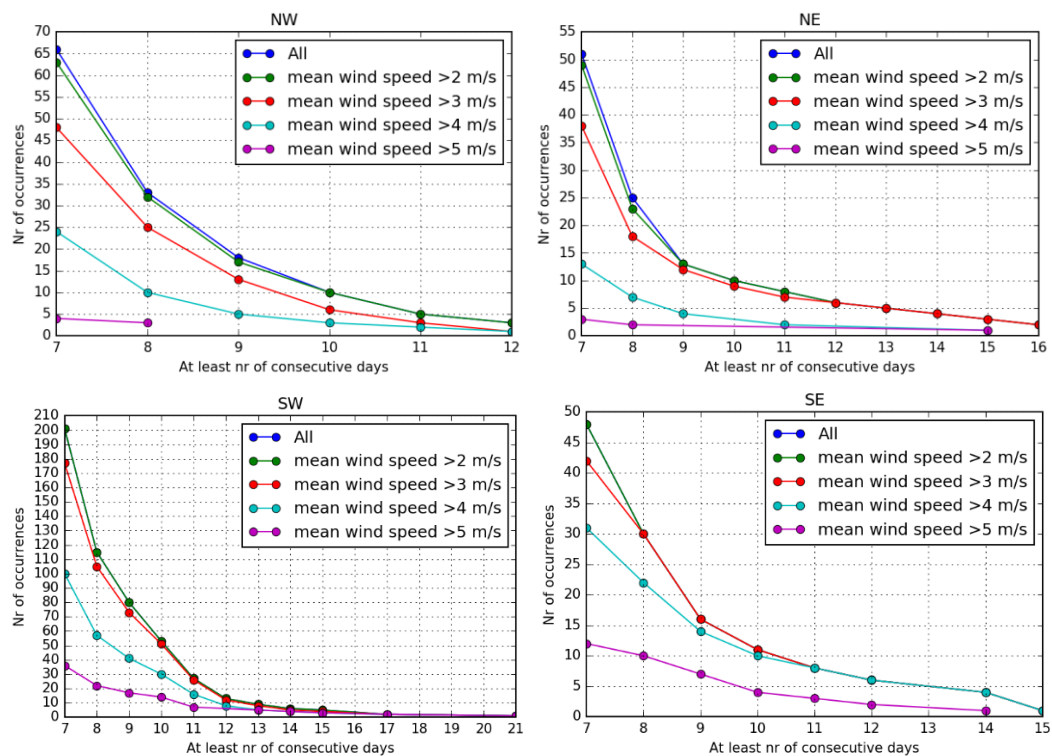 NW
70
65
60
55
50
45
40
35
30
25
20
15
10
5
0
Nr of occurrences
All
mean wind speed >2 m/s
mean wind speed >3 m/s
mean wind speed >4 m/s
mean wind speed >5 m/s
7 8 9 10 11 12
At least nr of consecutive days
NE
55
50
45
40
35
30
25
20
15
10
5
0
Nr of occurrences
All
mean wind speed >2 m/s
mean wind speed >3 m/s
mean wind speed >4 m/s
mean wind speed >5 m/s
7 8 9 10 11 12 13 14 15 16
At least nr of consecutive days
SW
210
200
190
180
170
160
150
140
130
120
110
100
90
80
70
60
50
40
30
20
10
0
Nr of occurrences
All
mean wind speed >2 m/s
mean wind speed >3 m/s
mean wind speed >4 m/s
mean wind speed >5 m/s
7 8 9 10 11 12 13 14 15 16 17 18 19 20 21
At least nr of consecutive days
SE
50
45
40
35
30
25
20
15
10
5
0
Nr of occurrences
All
mean wind speed >2 m/s
mean wind speed >3 m/s
mean wind speed >4 m/s
mean wind speed >5 m/s
7 8 9 10 11 12 13 14 15
At least nr of consecutive days